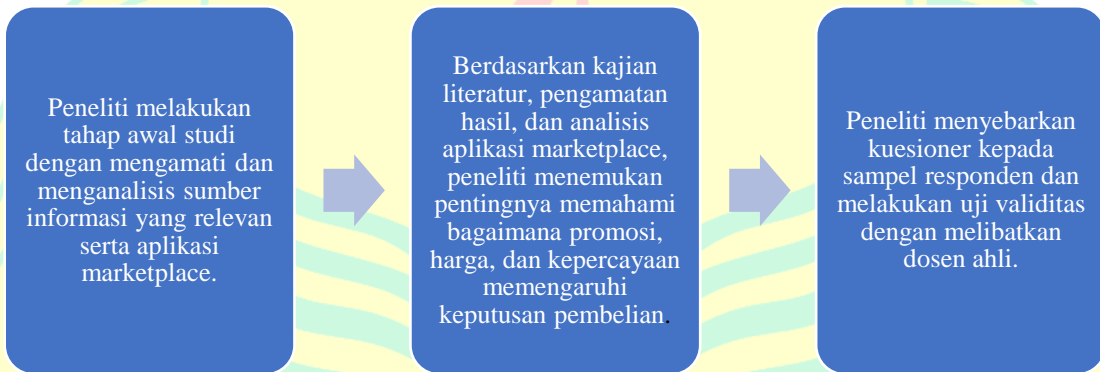 Peneliti melakukan
tahap awal studi
dengan mengamati dan
menganalisis sumber
informasi yang relevan
serta aplikasi
marketplace.
Berdasarkan kajian
literatur, pengamatan
hasil, dan analisis
aplikasi marketplace,
peneliti menemukan
pentingnya memahami
bagaimana promosi,
harga, dan kepercayaan
memengaruhi
keputusan pembelian.
Peneliti menyebarkan
kuesioner kepada
sampel responden dan
melakukan uji validitas
dengan melibatkan
dosen ahli.